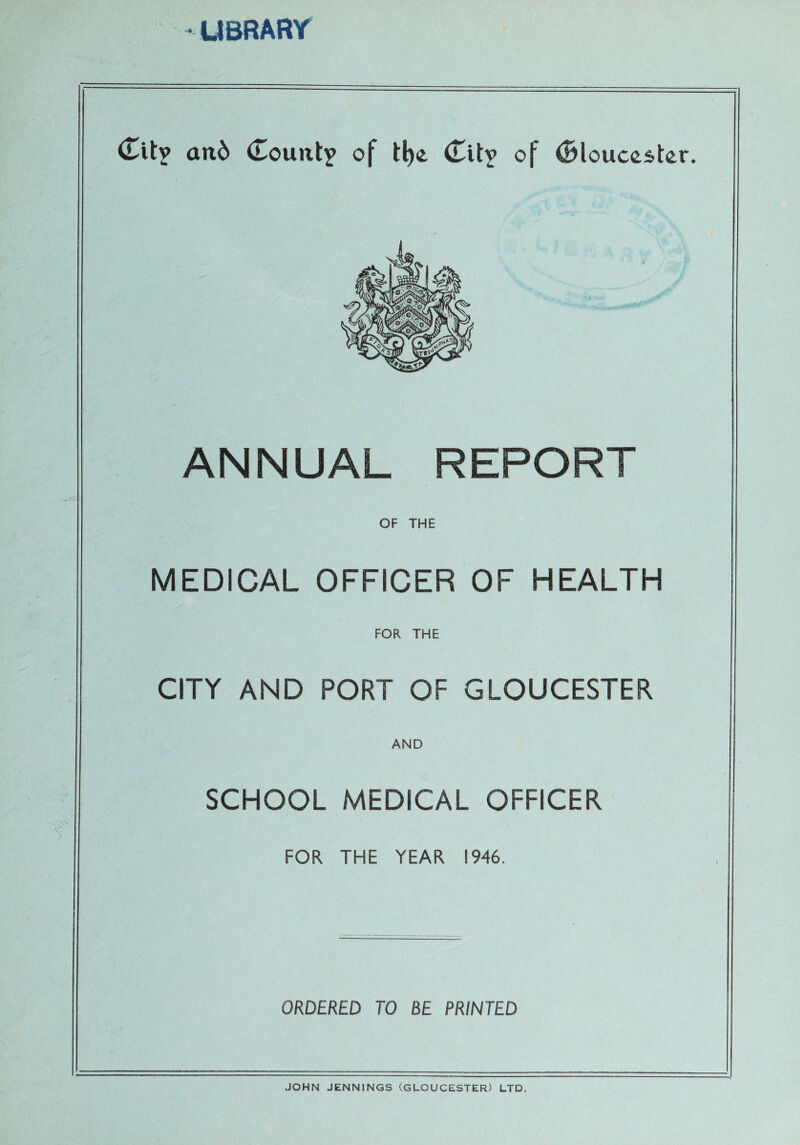 LIBRARY
City and County of the City of Gloucester.
LIBRARY
ANNUAL REPORT
OF THE
MEDICAL OFFICER OF HEALTH
FOR THE
CITY AND PORT OF GLOUCESTER
AND
SCHOOL MEDICAL OFFICER
FOR THE YEAR 1946.
ORDERED TO BE PRINTED
JOHN JENNINGS (GLOUCESTER) LTD.